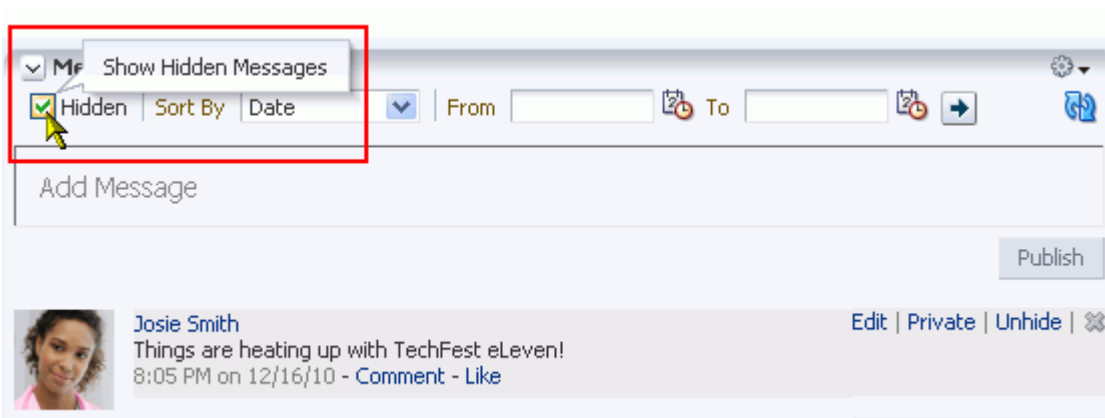 Show Hidden Messages
Hidden Sort By Date From To
Add Message
Publish
Josie Smith Edit | Private | Unhide |
Things are heating up with TechFest eLeven!
8:05 PM on 12/16/10 - Comment - Like